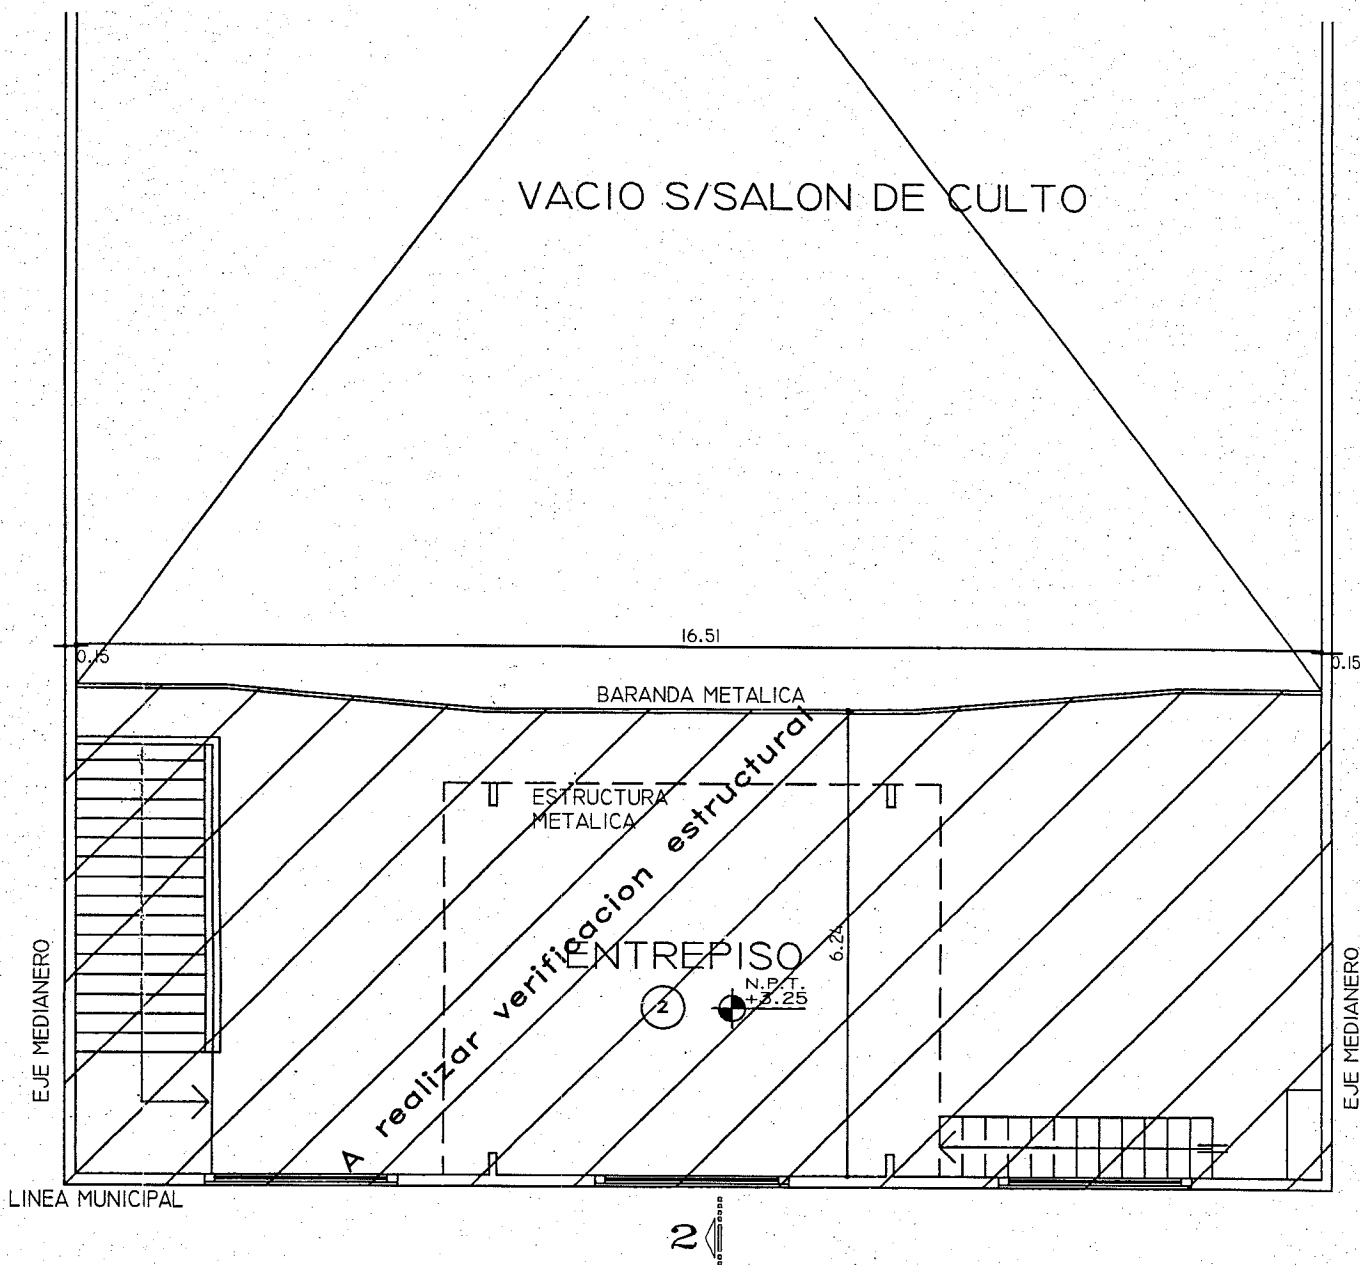 VACIO S/SALON DE CULTO
16.51
0.15
0.15
BARANDA METALICA
ESTRUCTURA
METALICA
A realizar verificacion estructural
ENTREPISO
6.24
N.P.T.
+3.25
2
EJE MEDIANERO
EJE MEDIANERO
LINEA MUNICIPAL
2